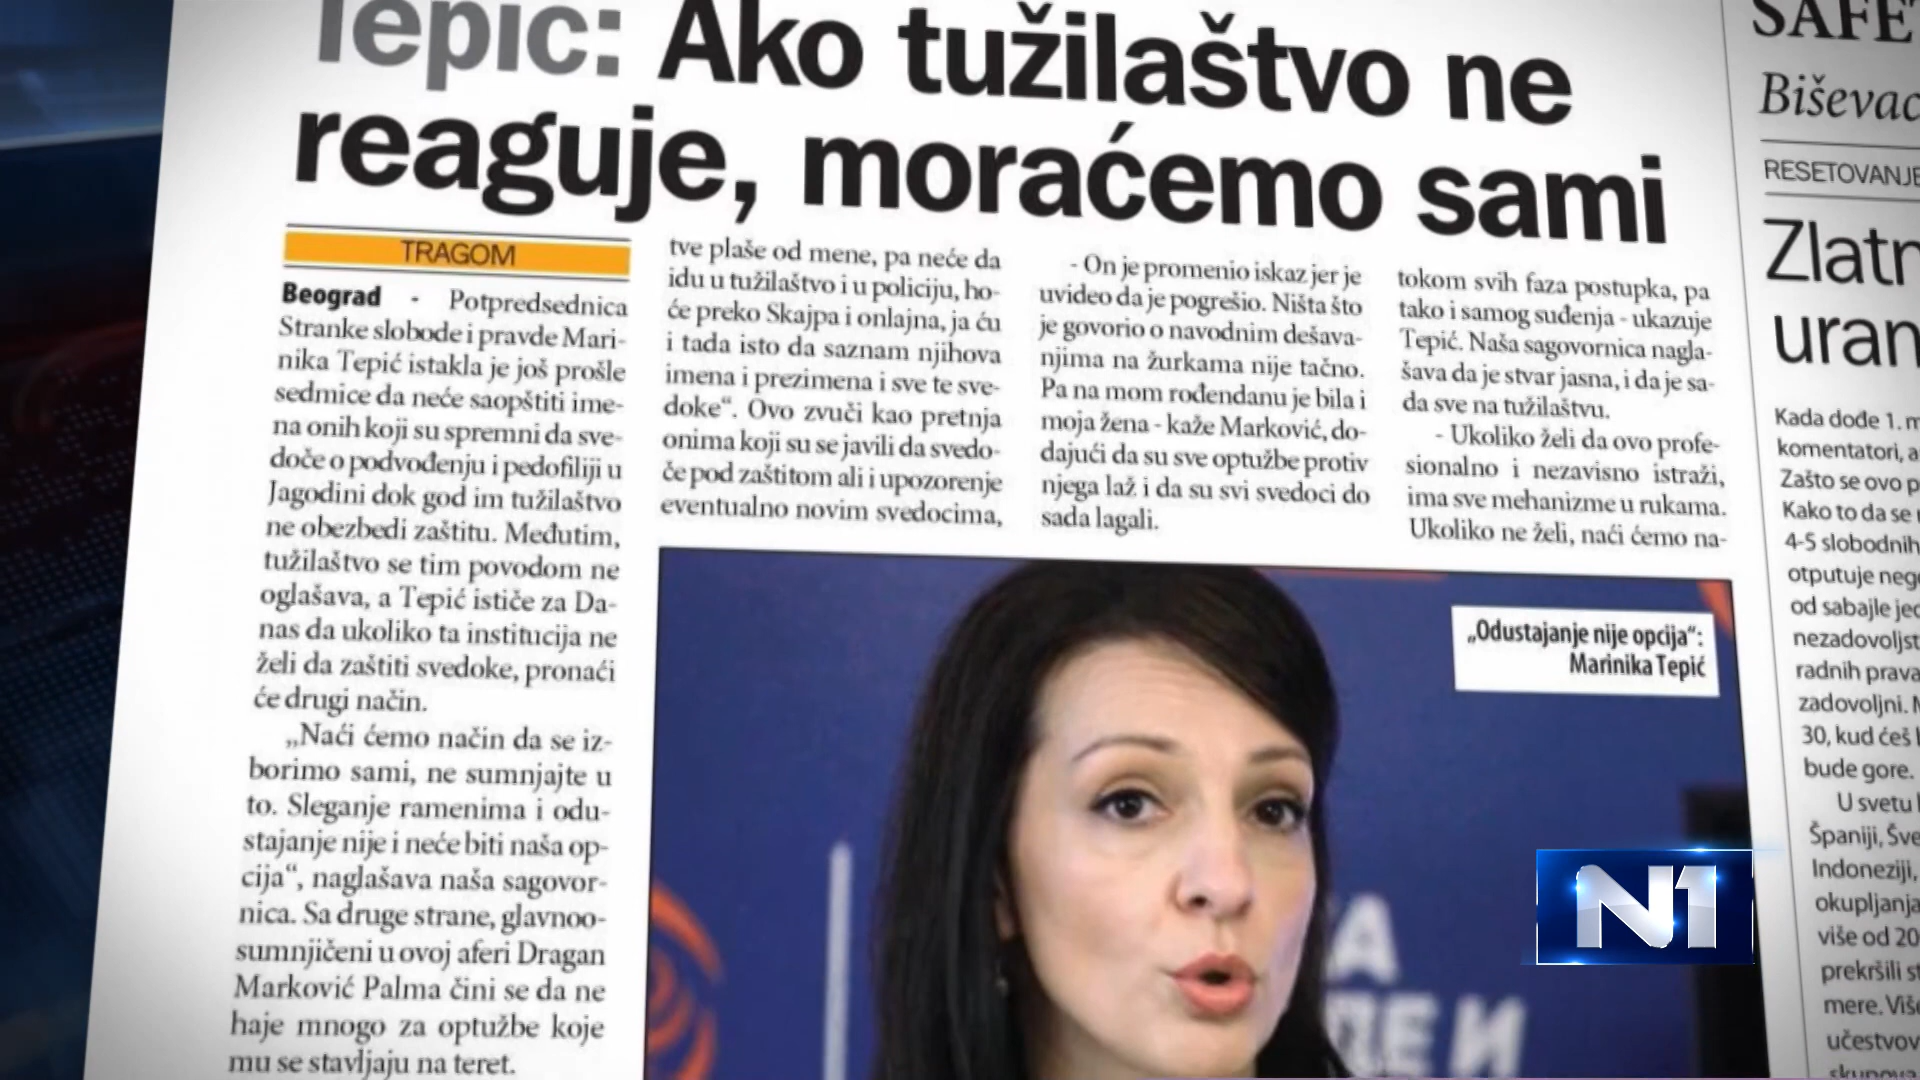 Tepić: Ako tužilaštvo ne
reaguje, moraćemo sami
TRAGOM
Beograd - Potpredsednica
Stranke slobode i pravde Mari-
nika Tepić istakla je još prošle
sedmice da neće saopštiti ime-
na onih koji su spremni da sve-
doče o podvođenju i pedofiliji u
Jagodini dok god im tužilaštvo
ne obezbedi zaštitu. Međutim,
tužilaštvo se tim povodom ne
oglašava, a Tepić ističe za Da-
nas da ukoliko ta institucija ne
želi da zaštiti svedoke, pronaći
će drugi način.
„Naći ćemo način da se iz-
borimo sami, ne sumnjajte u
to. Sleganje ramenima i odu-
stajanje nije i neće biti naša op-
cija“, naglašava naša sagovor-
nica. Sa druge strane, glavnoo-
sumnjičeni u ovoj aferi Dragan
Marković Palma čini se da ne
haje mnogo za optužbe koje
mu se stavljaju na teret.
tve plaše od mene, pa neće da
idu u tužilaštvo i u policiju, ho-
će preko Skajpa i onlajna, ja ću
i tada isto da saznam njihova
imena i prezimena i sve te sve-
doke“. Ovo zvuči kao pretnja
onima koji su se javili da svedo-
če pod zaštitom ali i upozorenje
eventualno novim svedocima,
- On je promenio iskaz jer je
uvideo da je pogrešio. Ništa što
je govorio o navodnim dešava-
njima na žurkama nije tačno.
Pa na mom rođendanu je bila i
moja žena - kaže Marković, do-
dajući da su sve optužbe protiv
njega laž i da su svi svedoci do
sada lagali.
tokom svih faza postupka, pa
tako i samog suđenja - ukazuje
Tepić. Naša sagovornica nagla-
šava da je stvar jasna, i da je sa-
da sve na tužilaštvu.
- Ukoliko želi da ovo profe-
sionalno i nezavisno istraži,
ima sve mehanizme u rukama.
Ukoliko ne želi, naći ćemo na-
„Odustajanje nije opcija“:
Marinika Tepić
N1
SAFE
Biševac
RESETOVANJE
Zlatn
uran
Kada dođe 1. m
komentatori, a
Zašto se ovo p
Kako to da se
4-5 slobodnih
otputuje nego
od sabajle jed
nezadovoljst
radnih prava
zadovoljni. 
30, kud ćeš
bude gore.
U svetu
Španiji, Šve
Indoneziji,
okupljanja
više od 20
prekršili st
mere. Viš
učestvov
skupova